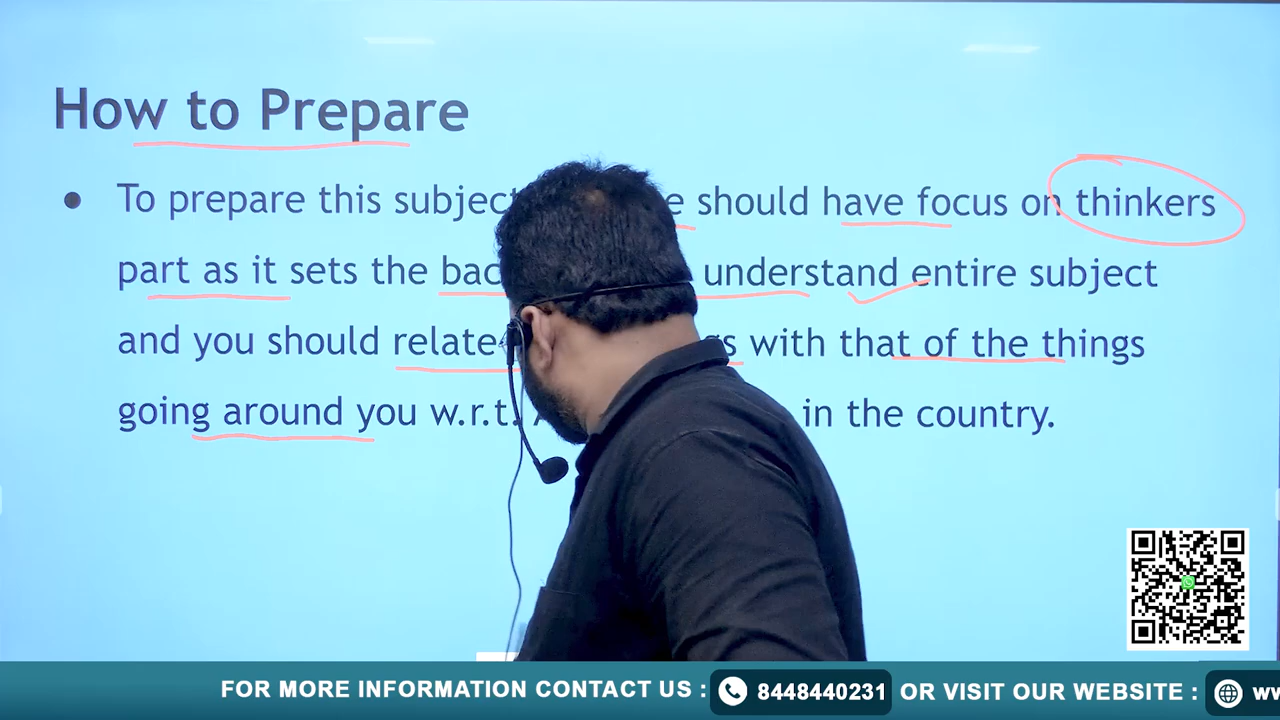 How to Prepare
To prepare this should have focus on thinkers
part as it sets the understand entire subject
and you should relate with that of the things
going around you w.r.t. in the country.
FOR MORE INFORMATION CONTACT US : 8448440231 OR VISIT OUR WEBSITE :